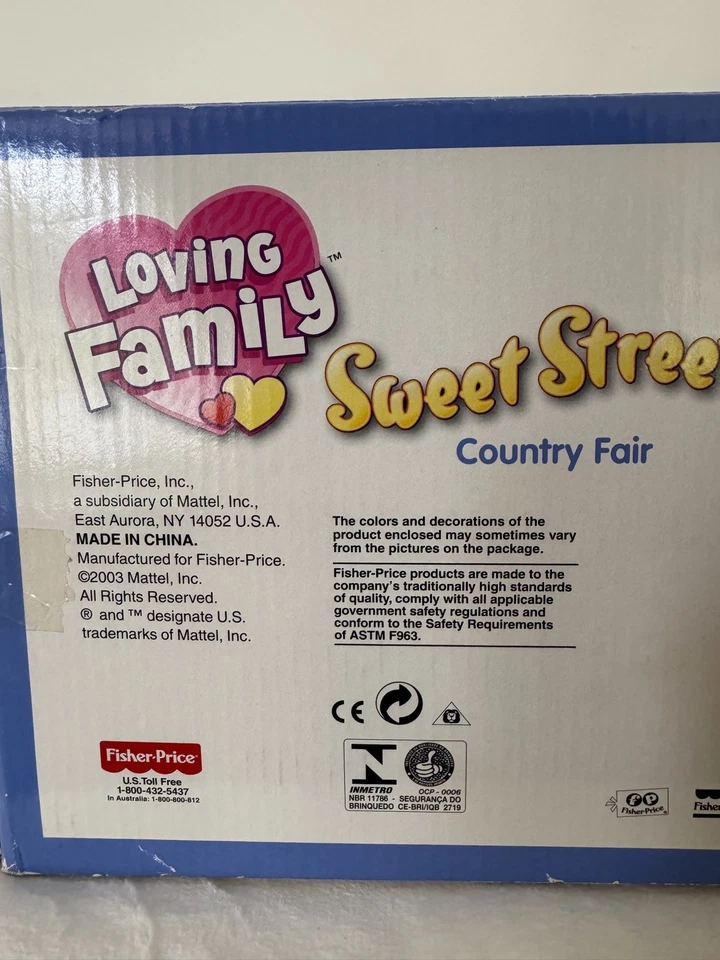 Loving
Family™
Sweet Stree
Country Fair
Fisher-Price, Inc.,
a subsidiary of Mattel, Inc.,
East Aurora, NY 14052 U.S.A.
MADE IN CHINA.
Manufactured for Fisher-Price.
©2003 Mattel, Inc.
All Rights Reserved.
® and ™ designate U.S.
trademarks of Mattel, Inc.
The colors and decorations of the
product enclosed may sometimes vary
from the pictures on the package.
Fisher-Price products are made to the
company's traditionally high standards
of quality, comply with all applicable
government safety regulations and
conform to the Safety Requirements
of ASTM F963.
CE
Fisher-Price
U.S.Toll Free
1-800-432-5437
In Australia: 1-800-800-812
N
INMETRO OCP - 0006
NBR 11786 - SEGURANÇA DO
BRINQUEDO CE-BRI/IQB 2719
fp
Fisher-Price
Fisher